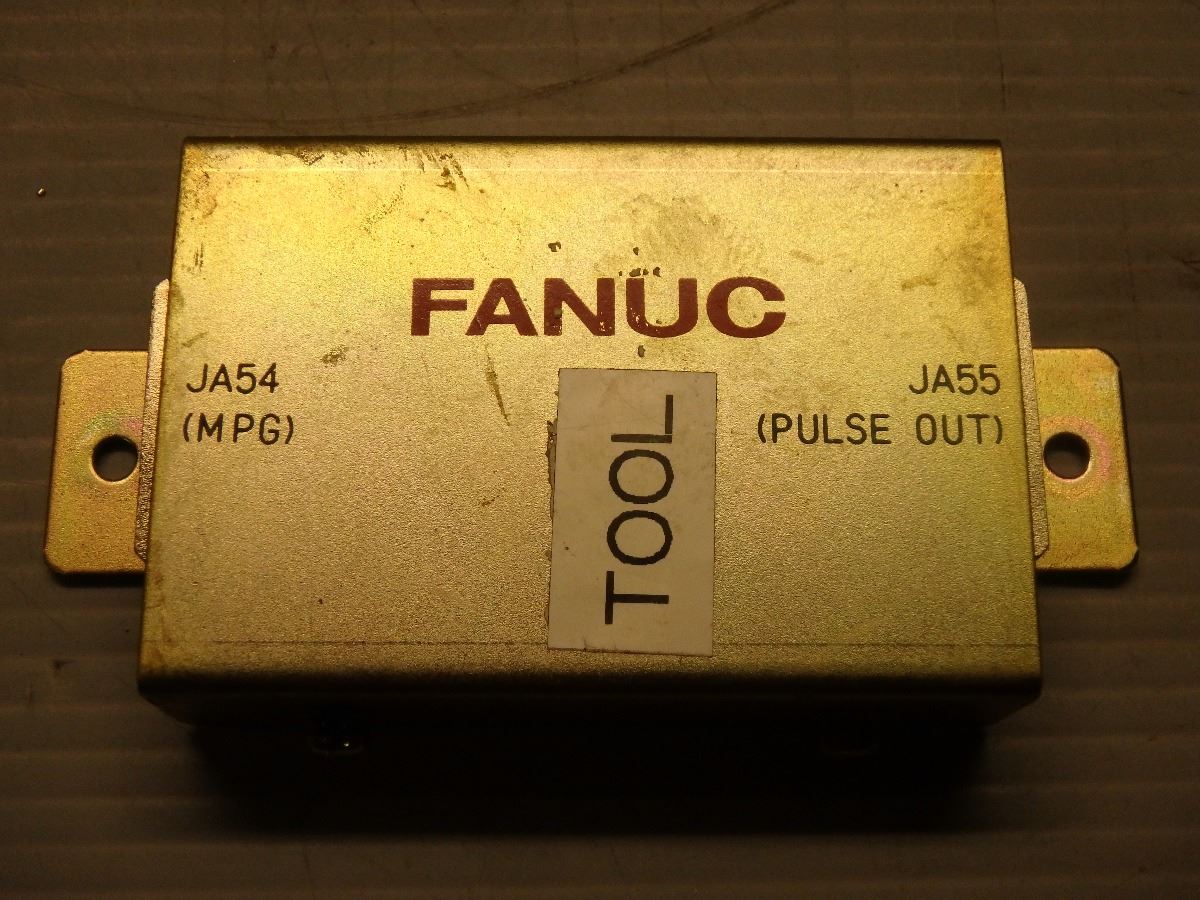 FANUC
JA54
(MPG)
JA55
(PULSE OUT)
TOOL